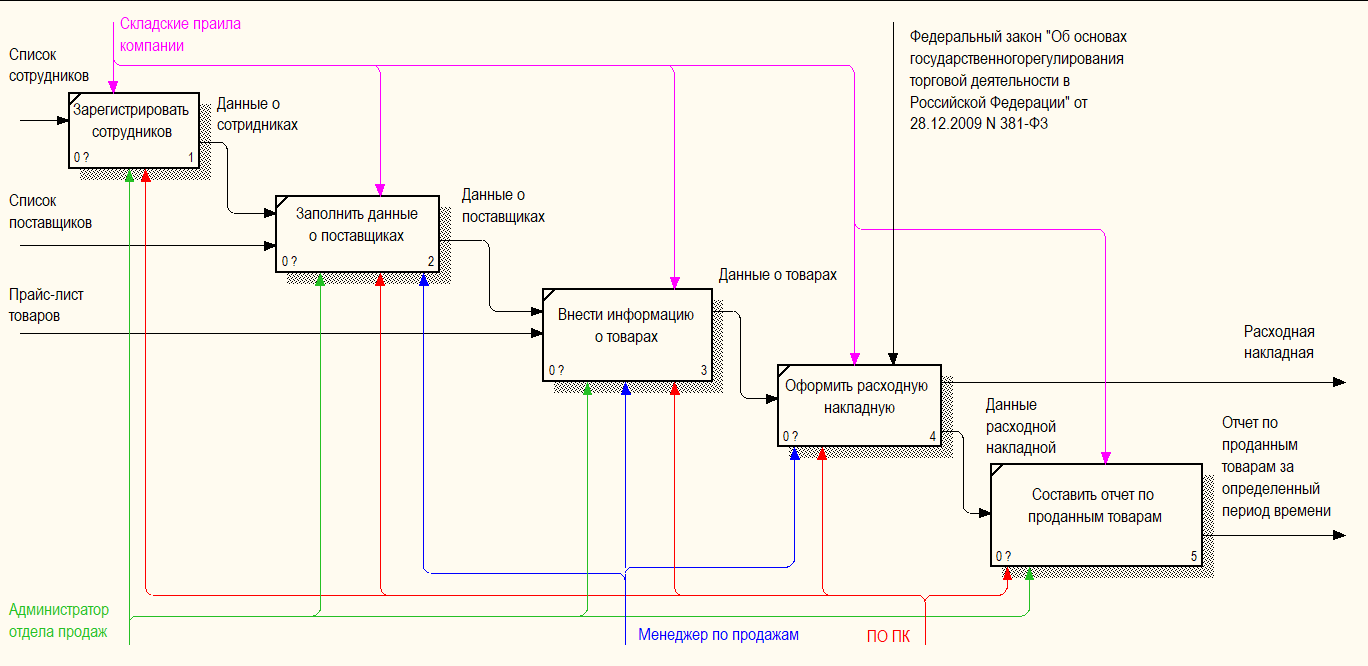 Складские праила
компании
Список
сотрудников
Федеральный закон "Об основах
государственногорегулирования
торговой деятельности в
Российской Федерации" от
28.12.2009 N 381-ФЗ
Зарегистрировать
сотрудников
0 ?
1
Данные о
сотридниках
Список
поставщиков
Заполнить данные
о поставщиках
0 ?
2
Данные о
поставщиках
Прайс-лист
товаров
Внести информацию
о товарах
0 ?
3
Данные о товарах
Оформить расходную
накладную
0 ?
4
Расходная
накладная
Данные
расходной
накладной
Составить отчет по
проданным товарам
0 ?
5
Отчет по
проданным
товарам за
определенный
период времени
Администратор
отдела продаж
Менеджер по продажам
ПО ПК